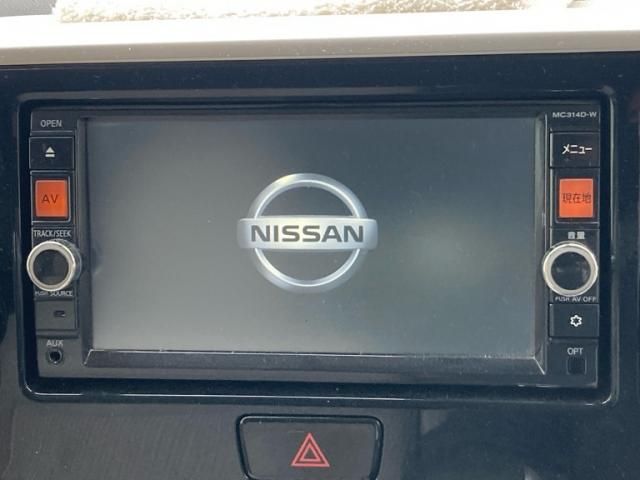 OPEN
MC314D-W
メニュー
AV
現在地
TRACK/SEEK
音量
NISSAN
PUSH SOURCE
PUSH AV OFF
AUX
OPT